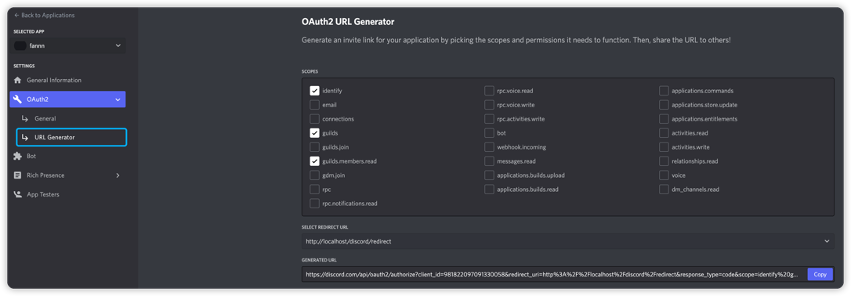 ← Back to Applications
SELECTED APP
fannn
SETTINGS
General Information
OAuth2
General
URL Generator
Bot
Rich Presence
App Testers
OAuth2 URL Generator
Generate an invite link for your application by picking the scopes and permissions it needs to function. Then, share the URL to others!
SCOPES
identify
rpc.voice.read
applications.commands
email
rpc.voice.write
applications.store.update
connections
rpc.activities.write
applications.entitlements
guilds
bot
activities.read
guilds.join
webhook.incoming
activities.write
guilds.members.read
messages.read
relationships.read
gdm.join
applications.builds.upload
voice
rpc
applications.builds.read
dm_channels.read
rpc.notifications.read
SELECT REDIRECT URL
http://localhost/discord/redirect
GENERATED URL
https://discord.com/api/oauth2/authorize?client_id=981822097091330058&redirect_uri=http%3A%2F%2Flocalhost%2Fdiscord%2Fredirect&response_type=code&scope=identify%20g...
Copy